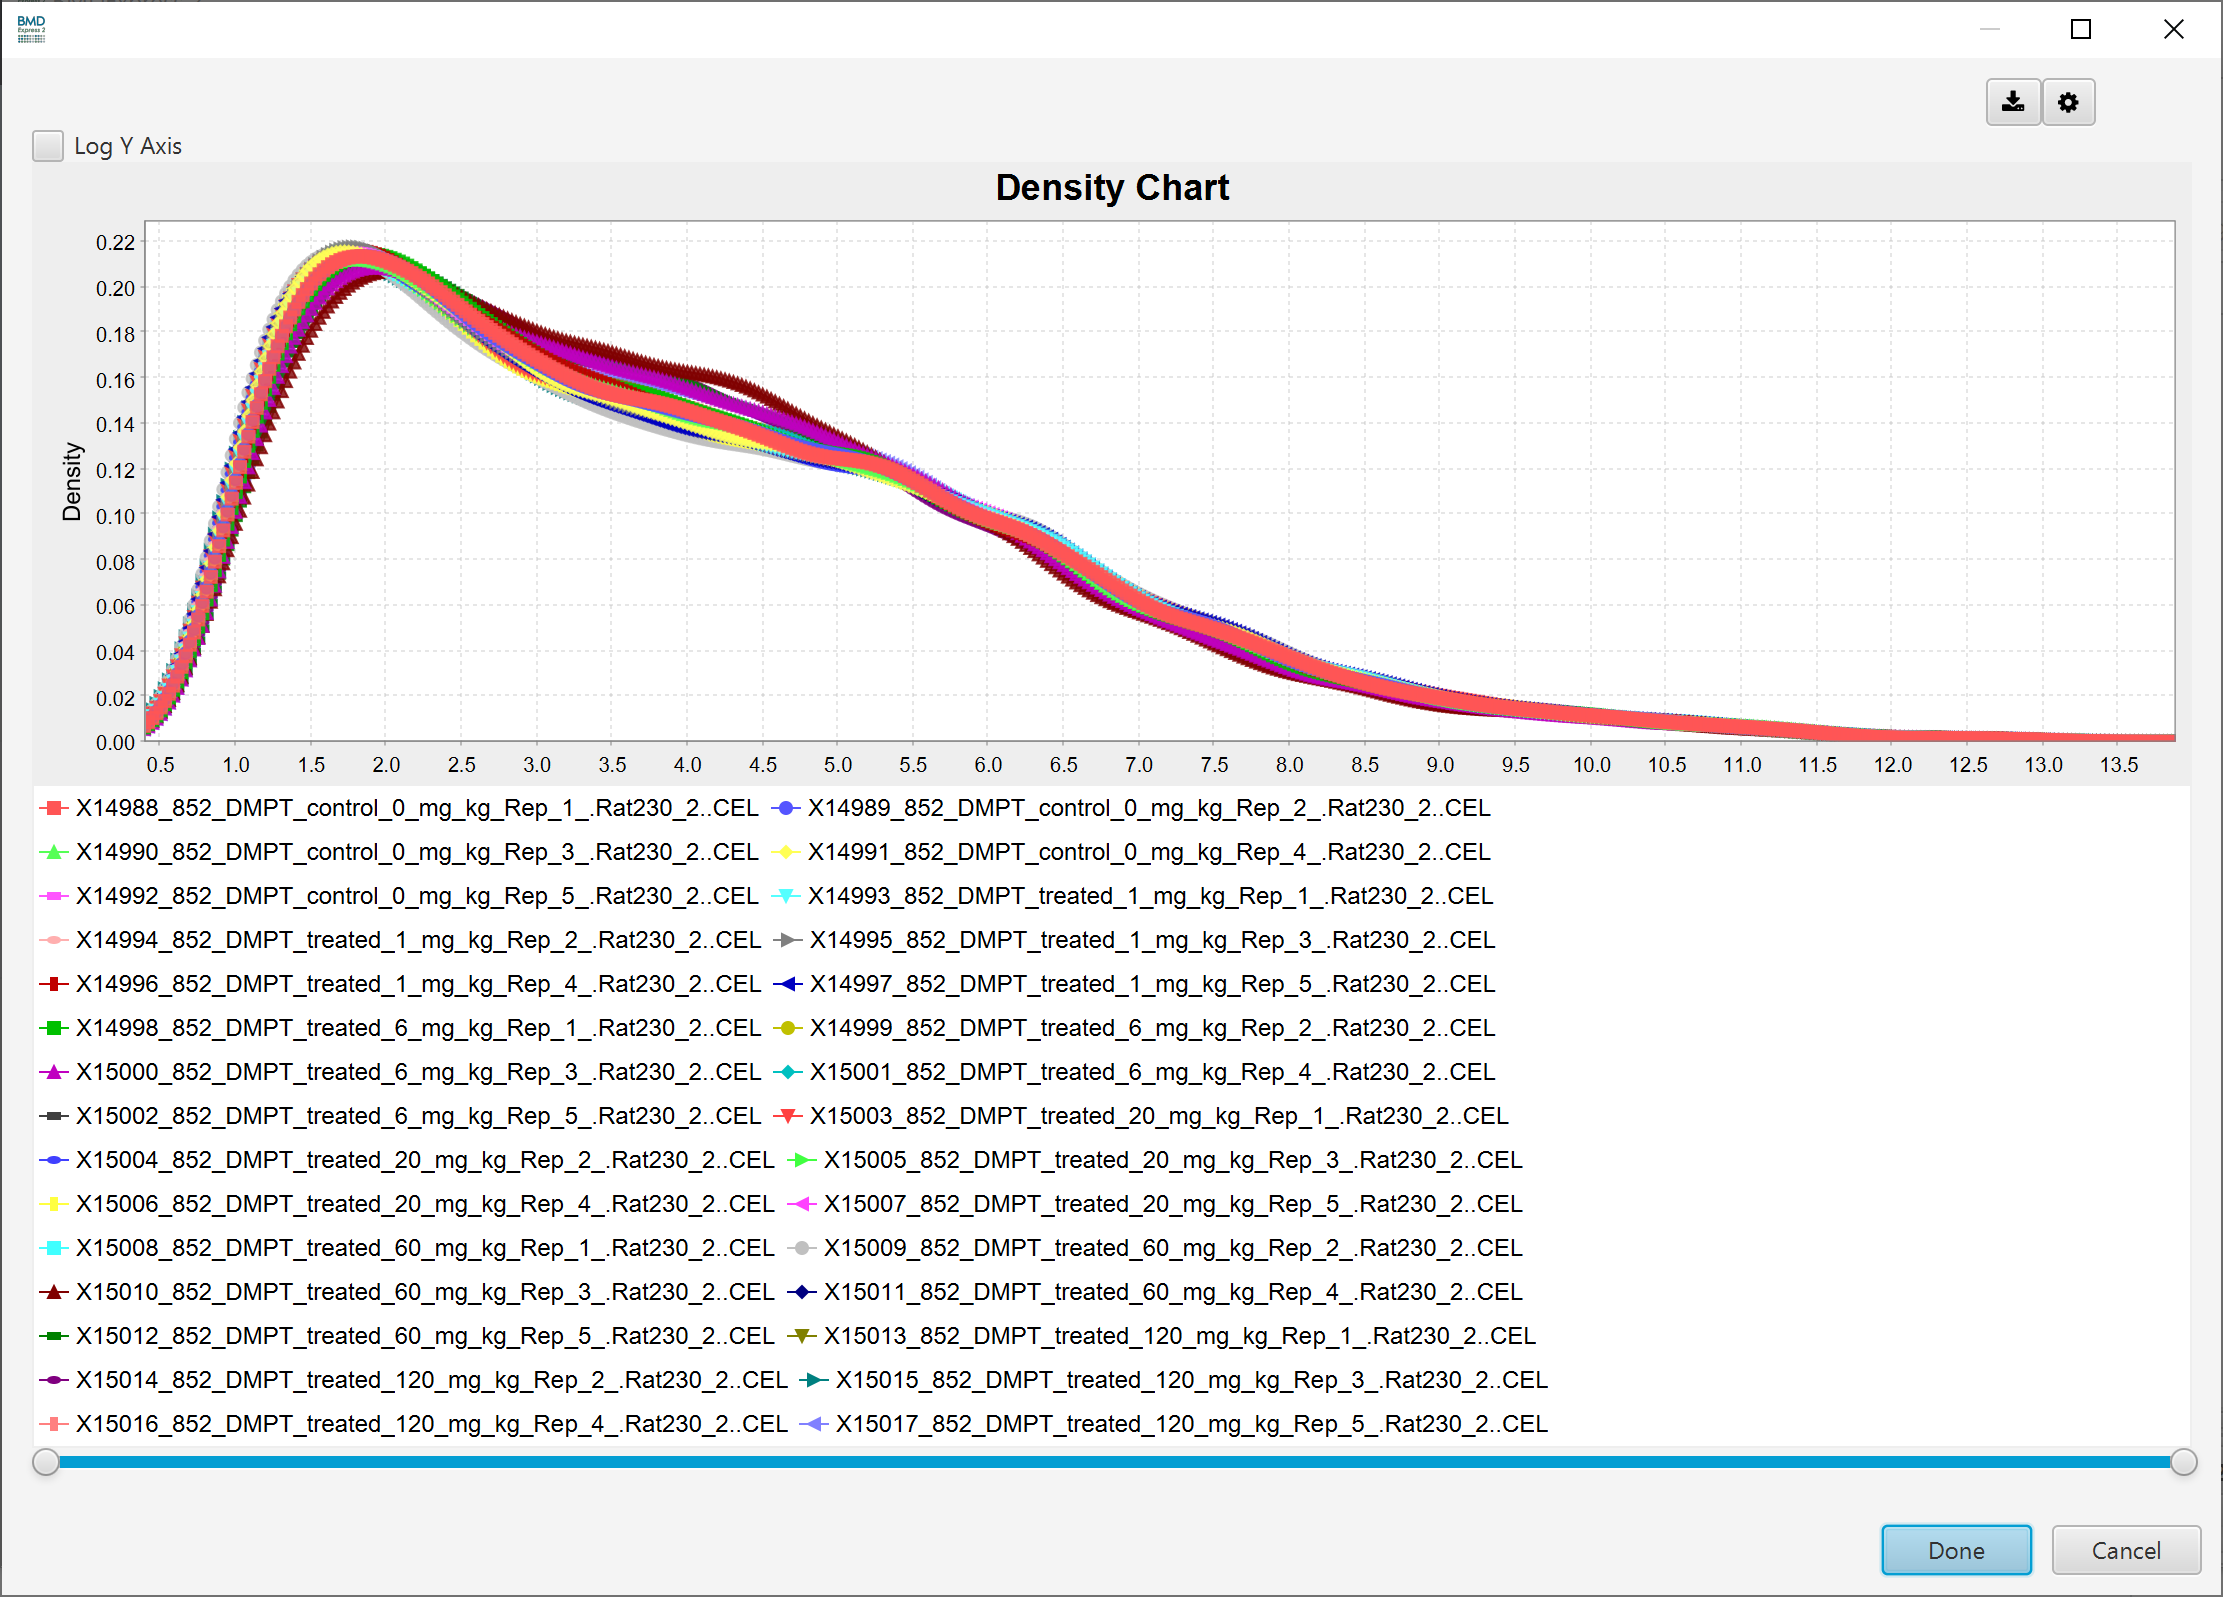 BMD
Express 2
Log Y Axis
Density Chart
Density
0.22
0.20
0.18
0.16
0.14
0.12
0.10
0.08
0.06
0.04
0.02
0.00
0.5 1.0 1.5 2.0 2.5 3.0 3.5 4.0 4.5 5.0 5.5 6.0 6.5 7.0 7.5 8.0 8.5 9.0 9.5 10.0 10.5 11.0 11.5 12.0 12.5 13.0 13.5
X14988_852_DMPT_control_0_mg_kg_Rep_1_.Rat230_2..CEL X14989_852_DMPT_control_0_mg_kg_Rep_2_.Rat230_2..CEL
X14990_852_DMPT_control_0_mg_kg_Rep_3_.Rat230_2..CEL X14991_852_DMPT_control_0_mg_kg_Rep_4_.Rat230_2..CEL
X14992_852_DMPT_control_0_mg_kg_Rep_5_.Rat230_2..CEL X14993_852_DMPT_treated_1_mg_kg_Rep_1_.Rat230_2..CEL
X14994_852_DMPT_treated_1_mg_kg_Rep_2_.Rat230_2..CEL X14995_852_DMPT_treated_1_mg_kg_Rep_3_.Rat230_2..CEL
X14996_852_DMPT_treated_1_mg_kg_Rep_4_.Rat230_2..CEL X14997_852_DMPT_treated_1_mg_kg_Rep_5_.Rat230_2..CEL
X14998_852_DMPT_treated_6_mg_kg_Rep_1_.Rat230_2..CEL X14999_852_DMPT_treated_6_mg_kg_Rep_2_.Rat230_2..CEL
X15000_852_DMPT_treated_6_mg_kg_Rep_3_.Rat230_2..CEL X15001_852_DMPT_treated_6_mg_kg_Rep_4_.Rat230_2..CEL
X15002_852_DMPT_treated_6_mg_kg_Rep_5_.Rat230_2..CEL X15003_852_DMPT_treated_20_mg_kg_Rep_1_.Rat230_2..CEL
X15004_852_DMPT_treated_20_mg_kg_Rep_2_.Rat230_2..CEL X15005_852_DMPT_treated_20_mg_kg_Rep_3_.Rat230_2..CEL
X15006_852_DMPT_treated_20_mg_kg_Rep_4_.Rat230_2..CEL X15007_852_DMPT_treated_20_mg_kg_Rep_5_.Rat230_2..CEL
X15008_852_DMPT_treated_60_mg_kg_Rep_1_.Rat230_2..CEL X15009_852_DMPT_treated_60_mg_kg_Rep_2_.Rat230_2..CEL
X15010_852_DMPT_treated_60_mg_kg_Rep_3_.Rat230_2..CEL X15011_852_DMPT_treated_60_mg_kg_Rep_4_.Rat230_2..CEL
X15012_852_DMPT_treated_60_mg_kg_Rep_5_.Rat230_2..CEL X15013_852_DMPT_treated_120_mg_kg_Rep_1_.Rat230_2..CEL
X15014_852_DMPT_treated_120_mg_kg_Rep_2_.Rat230_2..CEL X15015_852_DMPT_treated_120_mg_kg_Rep_3_.Rat230_2..CEL
X15016_852_DMPT_treated_120_mg_kg_Rep_4_.Rat230_2..CEL X15017_852_DMPT_treated_120_mg_kg_Rep_5_.Rat230_2..CEL
Done Cancel